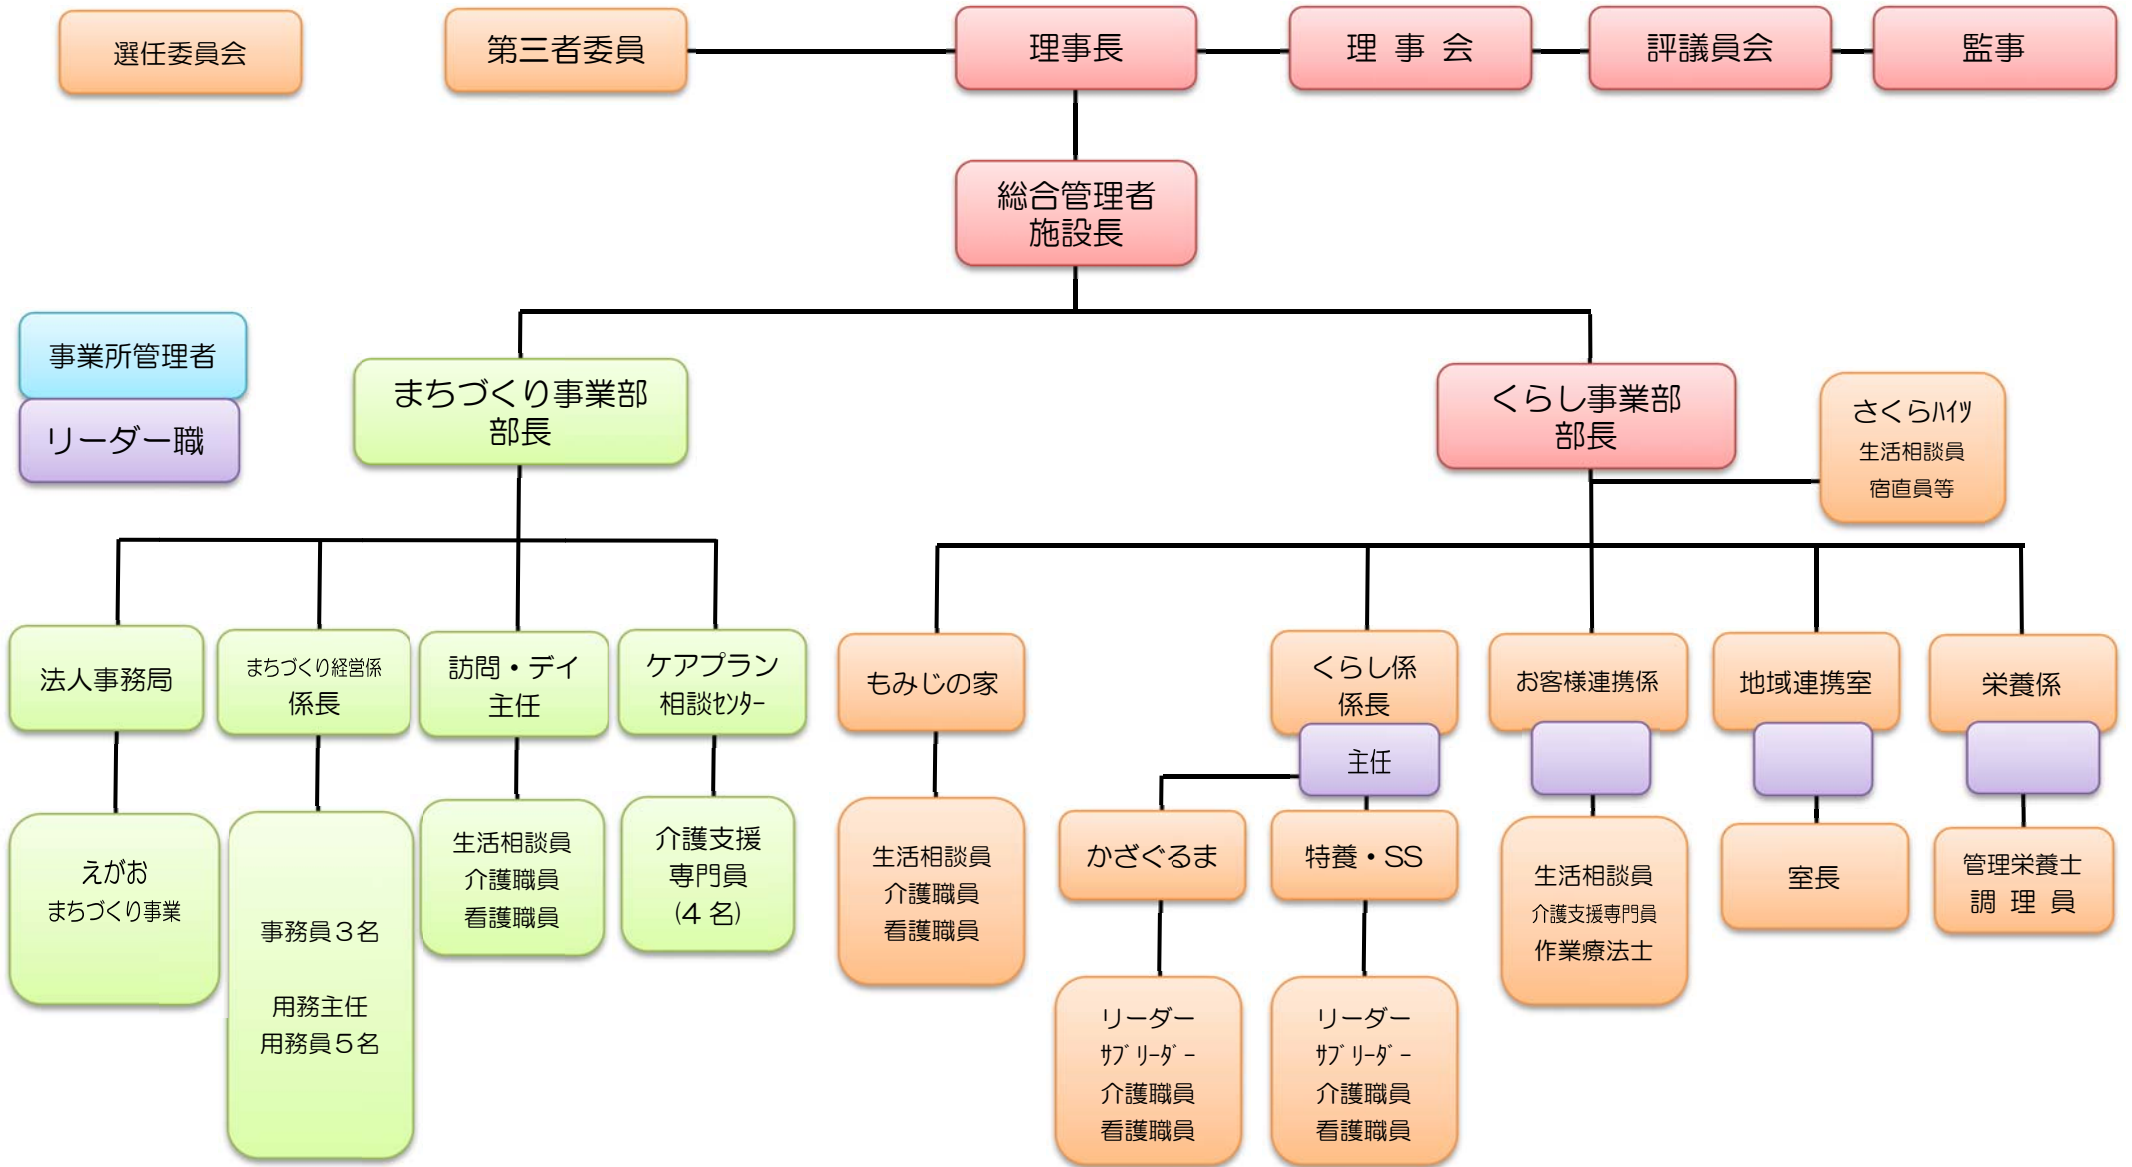 選任委員会
第三者委員
理事長
理 事 会
評議員会
監事
総合管理者
施設長
事業所管理者
リーダー職
まちづくり事業部
部長
くらし事業部
部長
さくらﾊｲﾂ
生活相談員
宿直員等
法人事務局
まちづくり経営係
係長
訪問・デイ
主任
ケアプラン
相談ｾﾝﾀｰ
もみじの家
くらし係
係長
主任
お客様連携係
地域連携室
栄養係
えがお
まちづくり事業
事務員３名
用務主任
用務員５名
生活相談員
介護職員
看護職員
介護支援
専門員
(４名)
生活相談員
介護職員
看護職員
かざぐるま
特養・SS
リーダー
ｻﾌﾞﾘｰﾀﾞｰ
介護職員
看護職員
リーダー
ｻﾌﾞﾘｰﾀﾞｰ
介護職員
看護職員
生活相談員
介護支援専門員
作業療法士
室長
管理栄養士
調 理 員